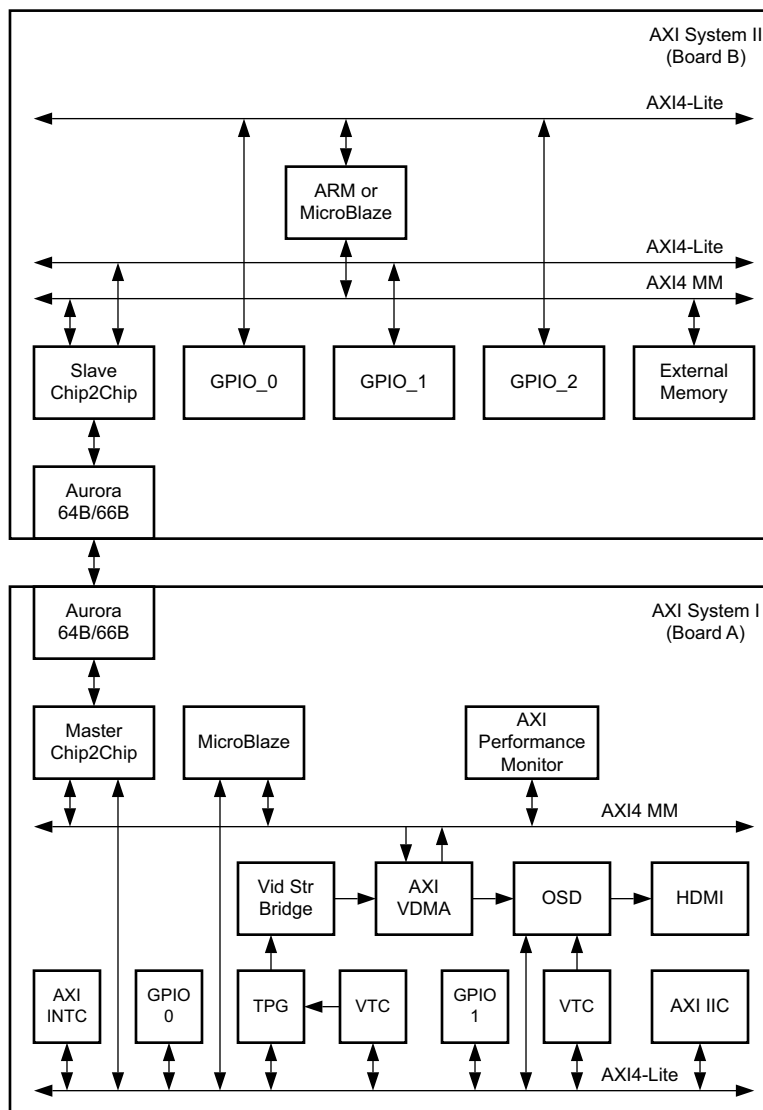 AXI System II
(Board B)
AXI4-Lite
ARM or
MicroBlaze
AXI4-Lite
AXI4 MM
Slave
Chip2Chip
GPIO_0
GPIO_1
GPIO_2
External
Memory
Aurora
64B/66B
Aurora
64B/66B
AXI System I
(Board A)
Master
Chip2Chip
MicroBlaze
AXI
Performance
Monitor
AXI4 MM
Vid Str
Bridge
AXI
VDMA
OSD
HDMI
AXI
INTC
GPIO
0
TPG
VTC
GPIO
1
VTC
AXI IIC
AXI4-Lite